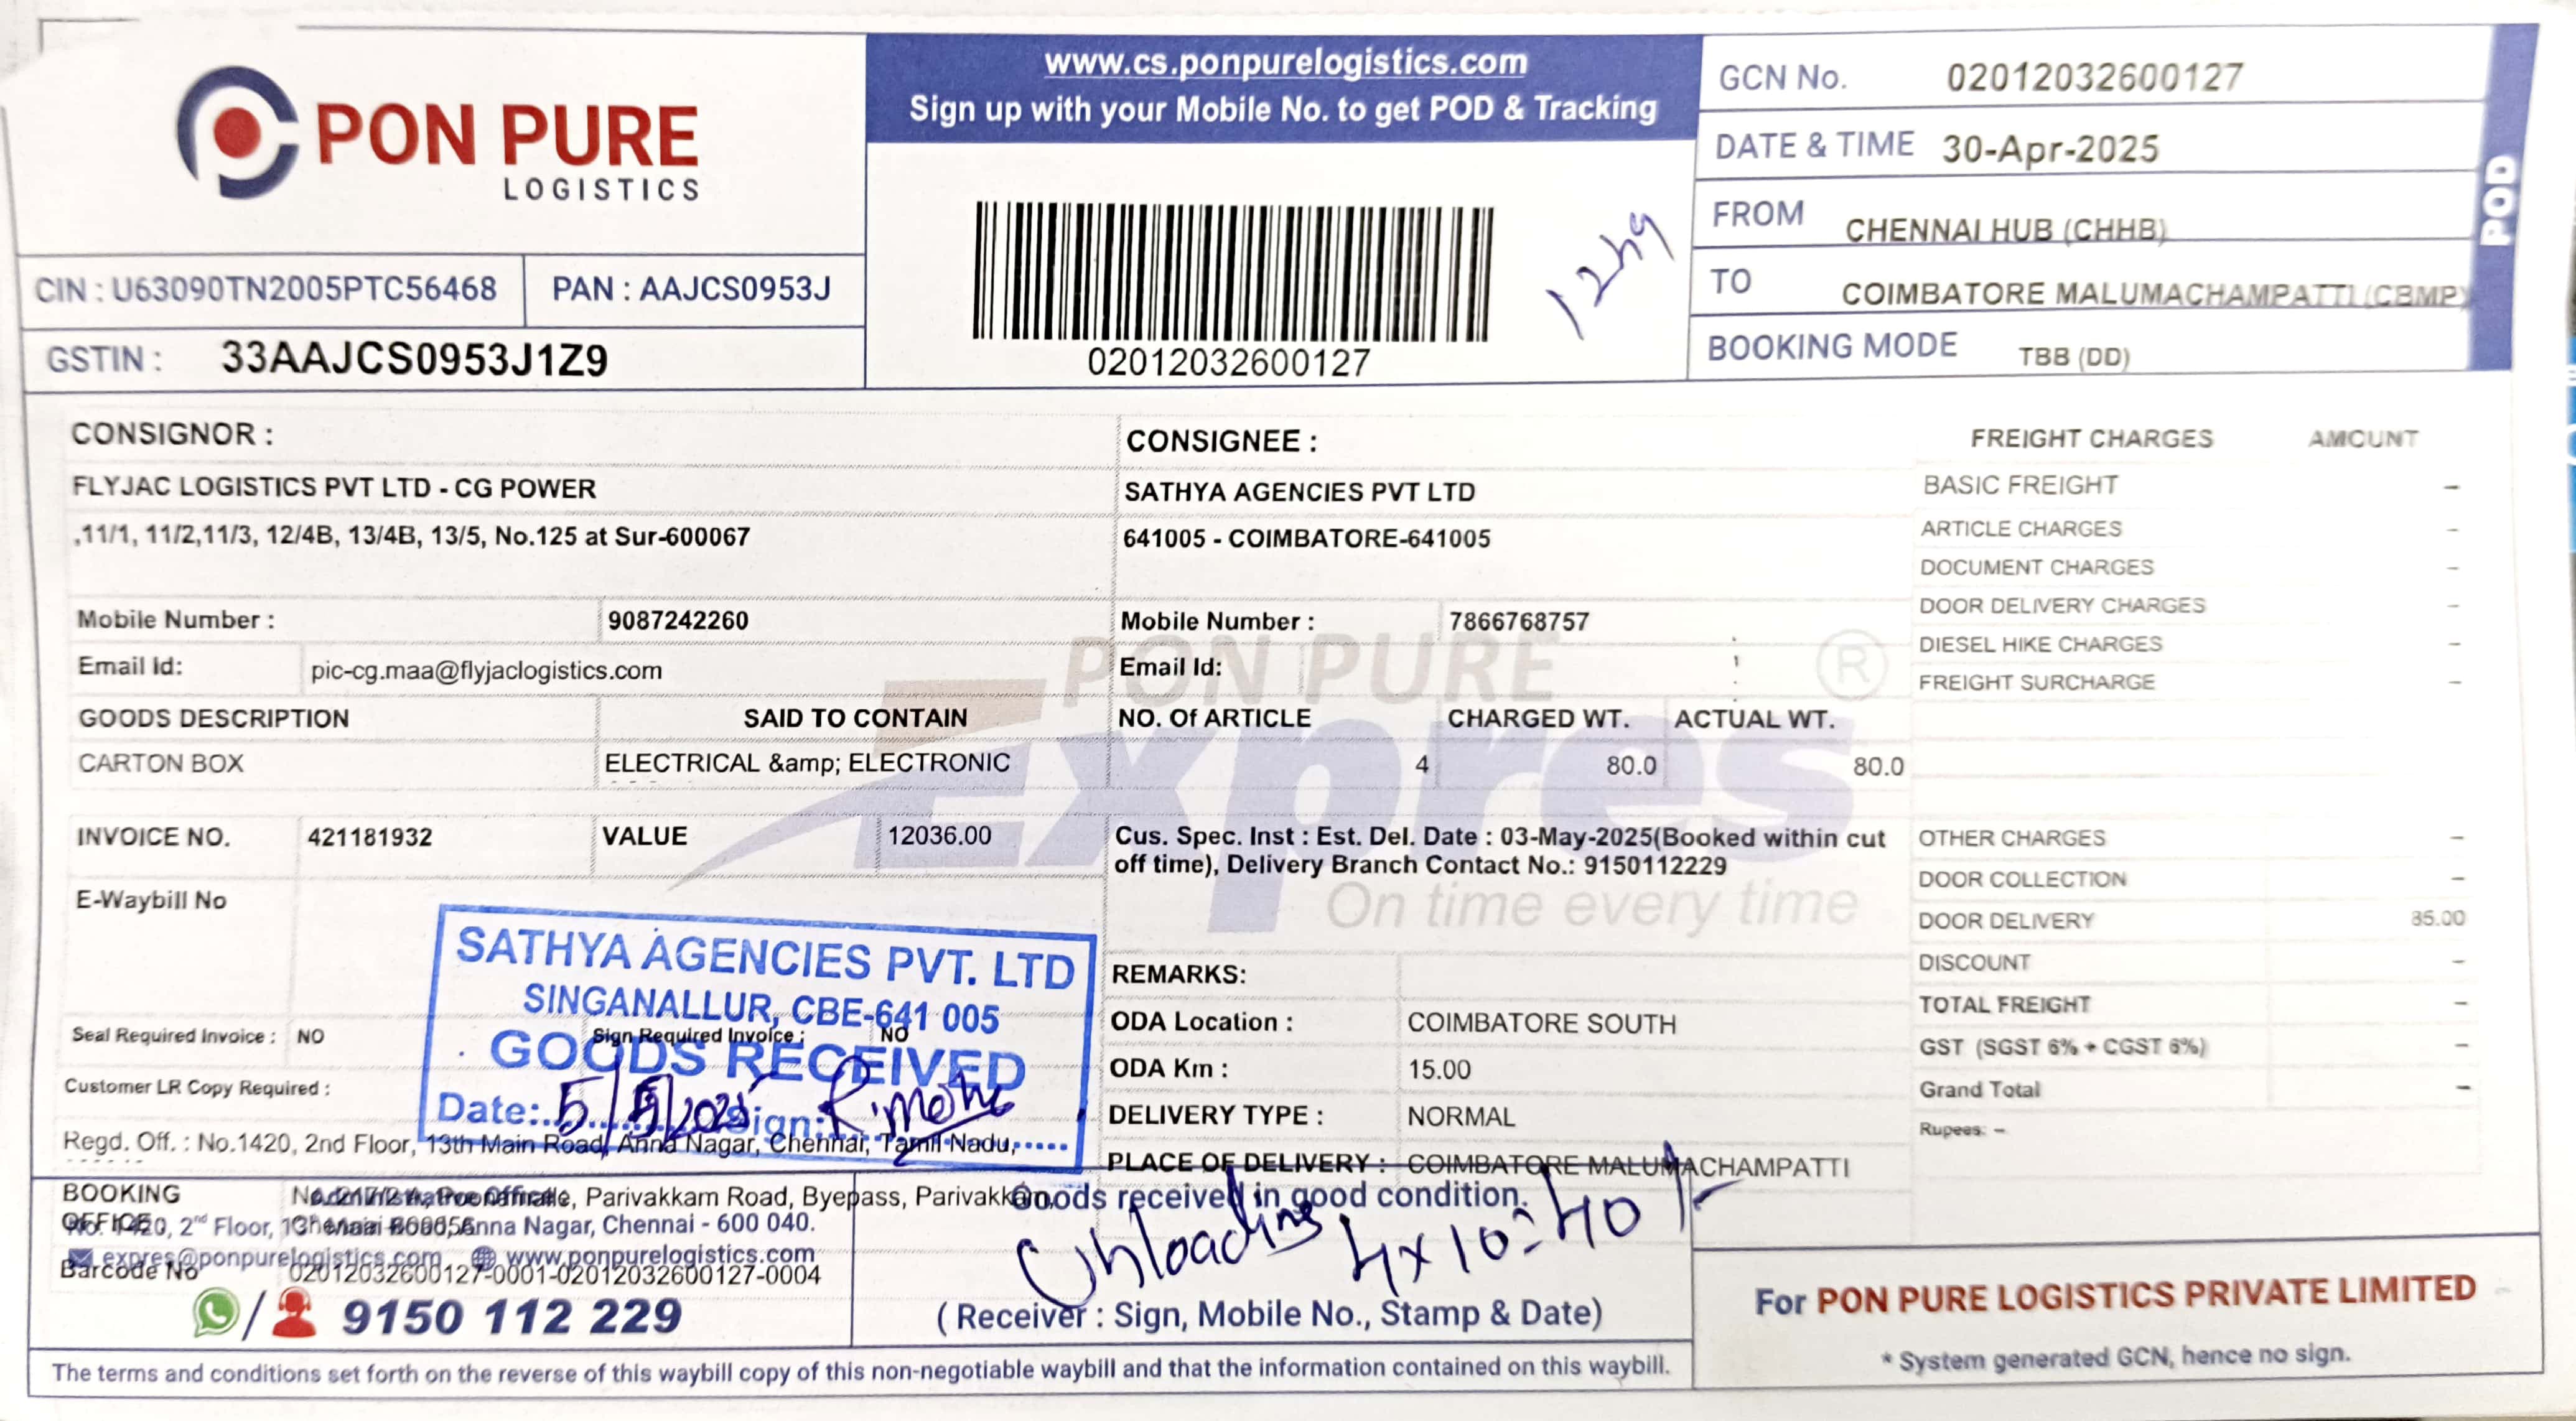 PON PURE
LOGISTICS
CIN : U63090TN2005PTC56468 PAN : AAJCS0953J
GSTIN : 33AAJCS0953J1Z9
www.cs.ponpurelogistics.com
Sign up with your Mobile No. to get POD & Tracking
02012032600127
GCN No. 02012032600127
DATE & TIME 30-Apr-2025
FROM CHENNAI HUB (CHHB)
TO COIMBATORE MALUMACHAMPATTI (CBMP)
BOOKING MODE TBB (DD)
POD
CONSIGNOR :
FLYJAC LOGISTICS PVT LTD - CG POWER
,11/1, 11/2,11/3, 12/4B, 13/4B, 13/5, No.125 at Sur-600067
Mobile Number : 9087242260
Email Id: pic-cg.maa@flyjaclogistics.com
CONSIGNEE :
SATHYA AGENCIES PVT LTD
641005 - COIMBATORE-641005
Mobile Number : 7866768757
Email Id:
GOODS DESCRIPTION SAID TO CONTAIN NO. Of ARTICLE CHARGED WT. ACTUAL WT.
CARTON BOX ELECTRICAL &amp; ELECTRONIC 4 80.0 80.0
INVOICE NO. 421181932 VALUE 12036.00
Cus. Spec. Inst : Est. Del. Date : 03-May-2025(Booked within cut
off time), Delivery Branch Contact No.: 9150112229
E-Waybill No
PON PURE ®
Expres
On time every time
FREIGHT CHARGES AMOUNT
BASIC FREIGHT -
ARTICLE CHARGES -
DOCUMENT CHARGES -
DOOR DELIVERY CHARGES -
DIESEL HIKE CHARGES -
FREIGHT SURCHARGE -
OTHER CHARGES -
DOOR COLLECTION -
DOOR DELIVERY 85.00
DISCOUNT -
TOTAL FREIGHT -
GST (SGST 6% + CGST 6%) -
Grand Total -
Rupees: -
REMARKS:
ODA Location : COIMBATORE SOUTH
ODA Km : 15.00
DELIVERY TYPE : NORMAL
PLACE OF DELIVERY : COIMBATORE MALUMACHAMPATTI
SATHYA AGENCIES PVT. LTD
SINGANALLUR, CBE-641 005
GOODS RECEIVED
Date: 5/5/2025 Sign:
Seal Required Invoice : NO Sign Required Invoice : NO
Customer LR Copy Required :
Regd. Off. : No.1420, 2nd Floor, 13th Main Road, Anna Nagar, Chennai, Tamil Nadu,
BOOKING OFFICE
Parivakkam Road, Byepass, Parivakkam,
Administrative Office
No. 1420, 2nd Floor, 13th Main Road, Anna Nagar, Chennai - 600 040.
expres@ponpurelogistics.com www.ponpurelogistics.com
Barcode No 02012032600127-0001-02012032600127-0004
9150 112 229
Goods received in good condition.
Unloading 4x10=40/-
( Receiver : Sign, Mobile No., Stamp & Date)
For PON PURE LOGISTICS PRIVATE LIMITED
* System generated GCN, hence no sign.
The terms and conditions set forth on the reverse of this waybill copy of this non-negotiable waybill and that the information contained on this waybill.